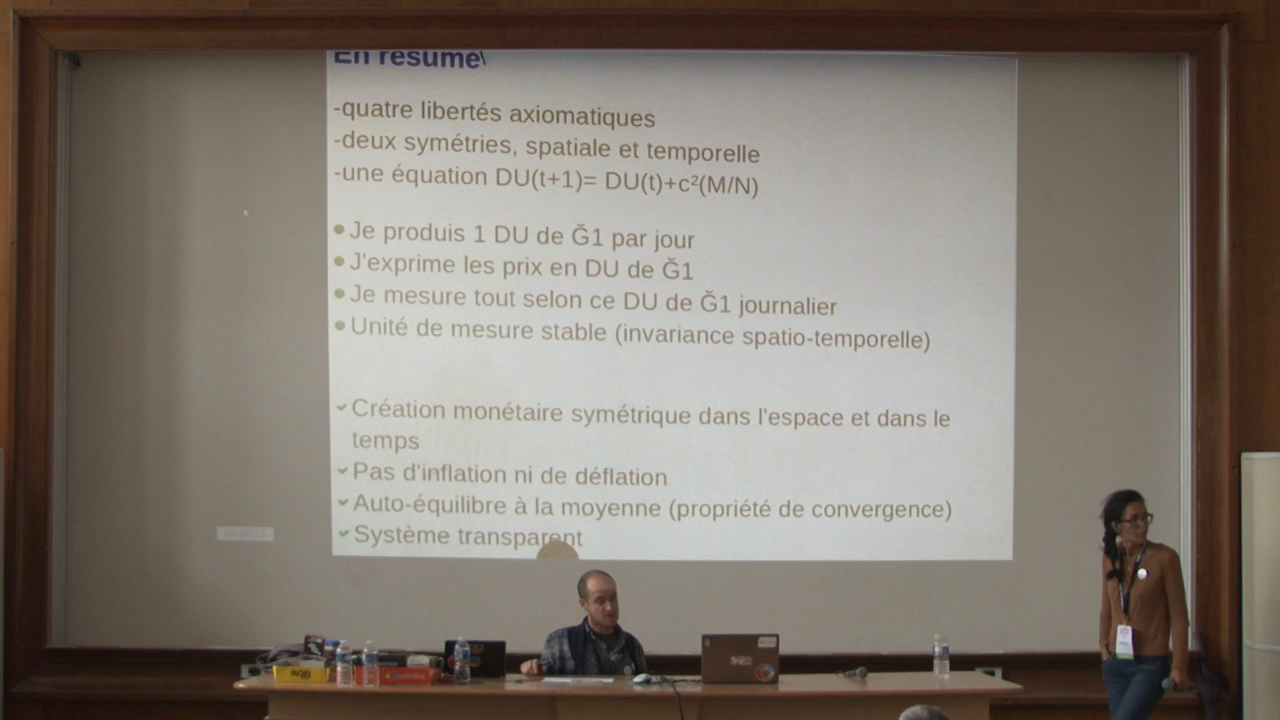 En résumé\
-quatre libertés axiomatiques
-deux symétries, spatiale et temporelle
-une équation DU(t+1)= DU(t)+c²(M/N)
Je produis 1 DU de Ğ1 par jour
J'exprime les prix en DU de Ğ1
Je mesure tout selon ce DU de Ğ1 journalier
Unité de mesure stable (invariance spatio-temporelle)
Création monétaire symétrique dans l'espace et dans le
temps
Pas d'inflation ni de déflation
Auto-équilibre à la moyenne (propriété de convergence)
Système transparent